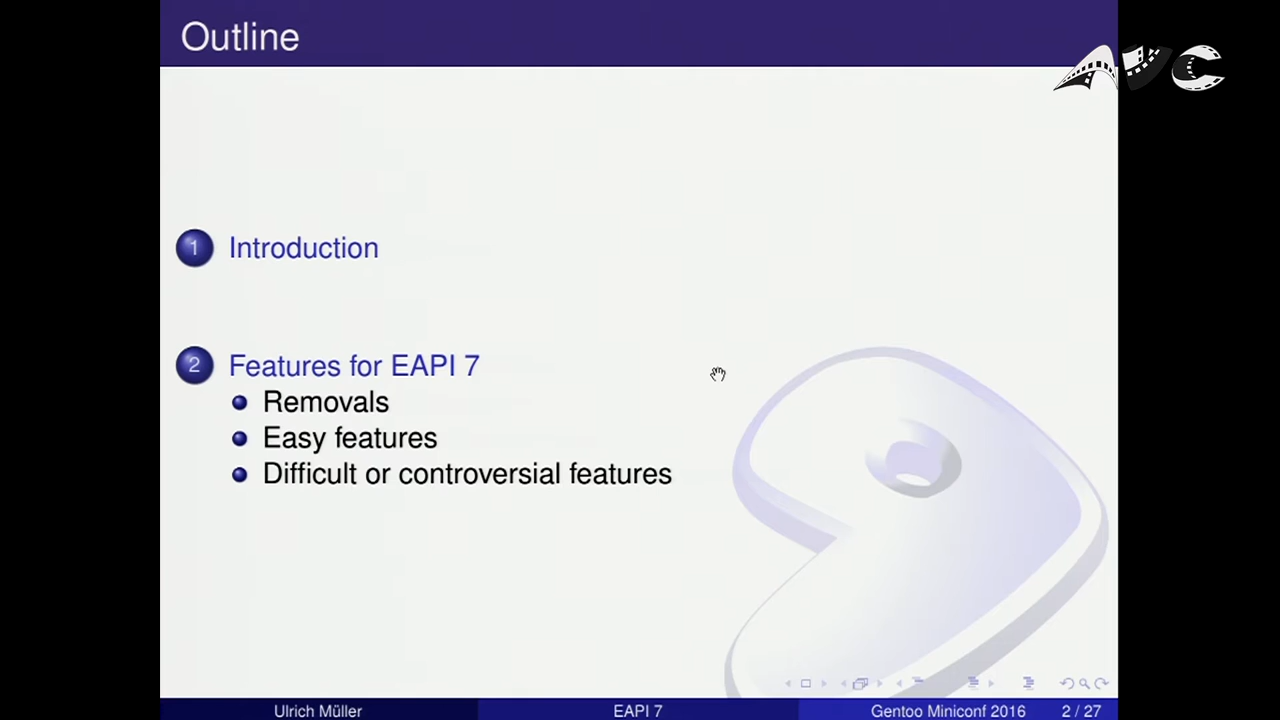 Outline
AVC
1 Introduction
2 Features for EAPI 7
Removals
Easy features
Difficult or controversial features
Ulrich Müller EAPI 7 Gentoo Miniconf 2016 2 / 27